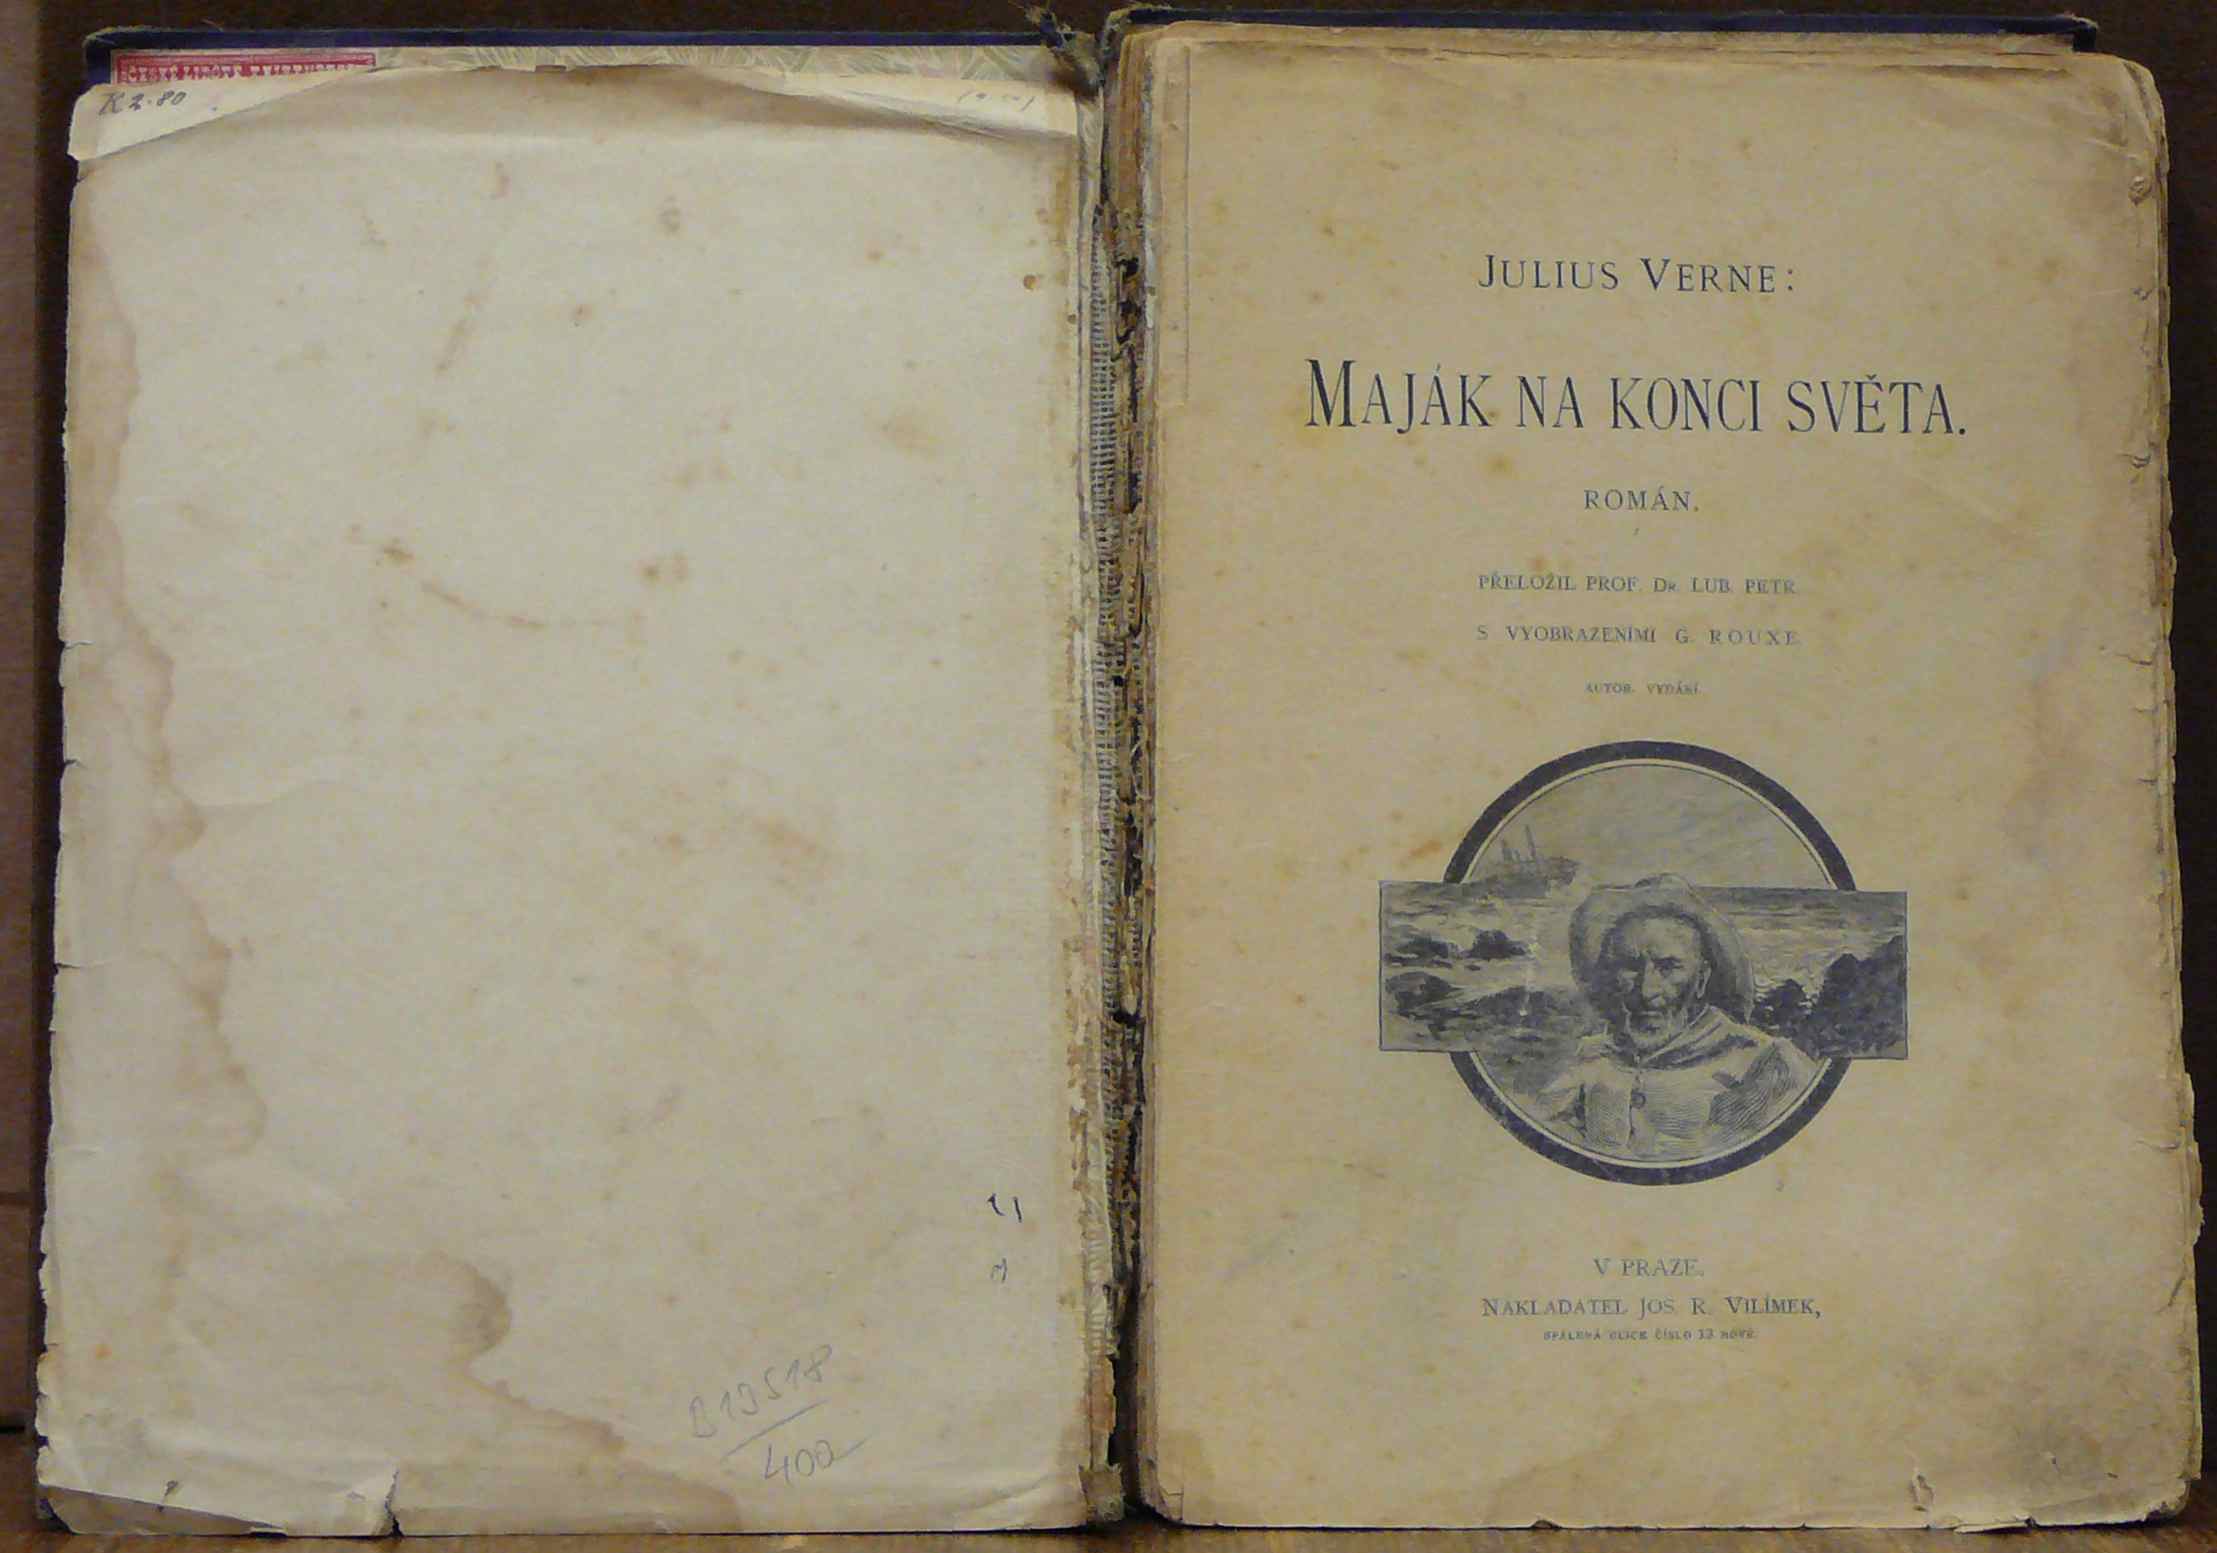 K 2·80
B19518
400
JULIUS VERNE:
MAJÁK NA KONCI SVĚTA.
ROMÁN.
PŘELOŽIL PROF. DR. LUB. PETR.
S VYOBRAZENÍMI G. ROUXE.
AUTOR. VYDÁNÍ.
V PRAZE.
NAKLADATEL JOS. R. VILÍMEK,
SPÁLENÁ ULICE ČÍSLO 13 NOVÉ.